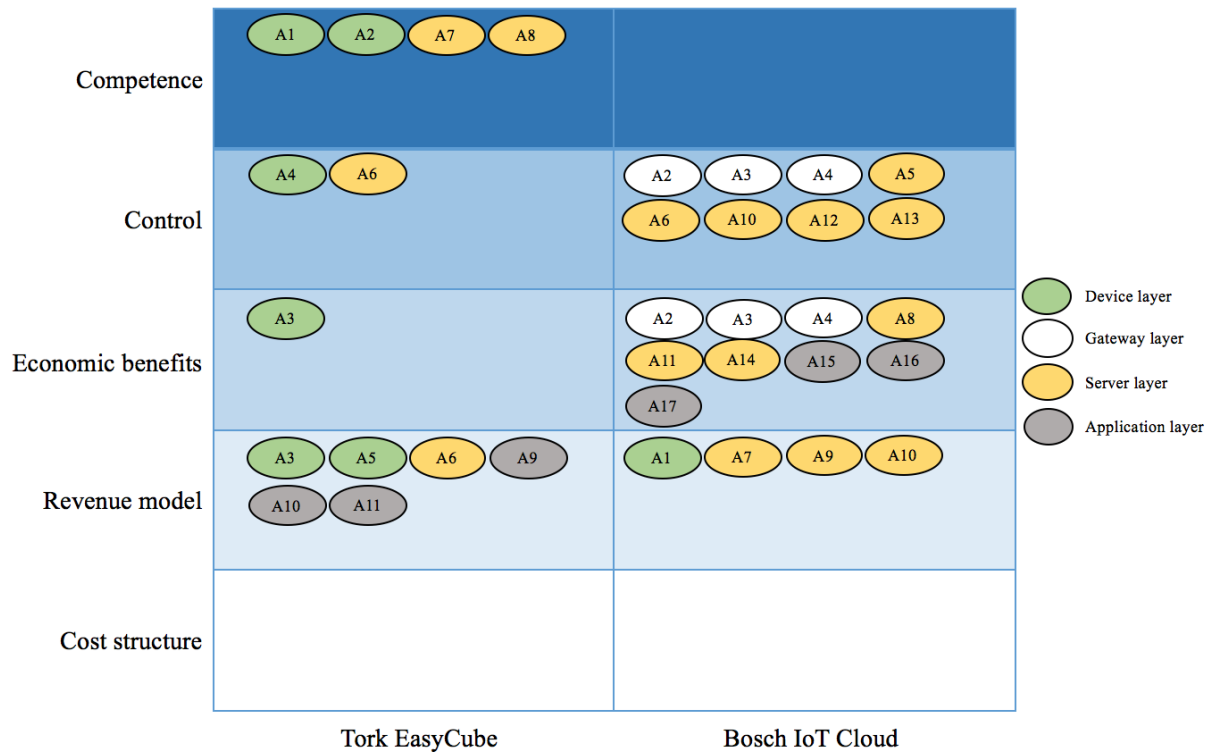 A1 A2 A7 A8
Competence
A4 A6 A2 A3 A4 A5
Control A6 A10 A12 A13
Device layer
A3 A2 A3 A4 A8
Gateway layer
Economic benefits A11 A14 A15 A16
Server layer
A17
Application layer
A3 A5 A6 A9 A1 A7 A9 A10
Revenue model
A10 A11
Cost structure
Tork EasyCube Bosch IoT Cloud